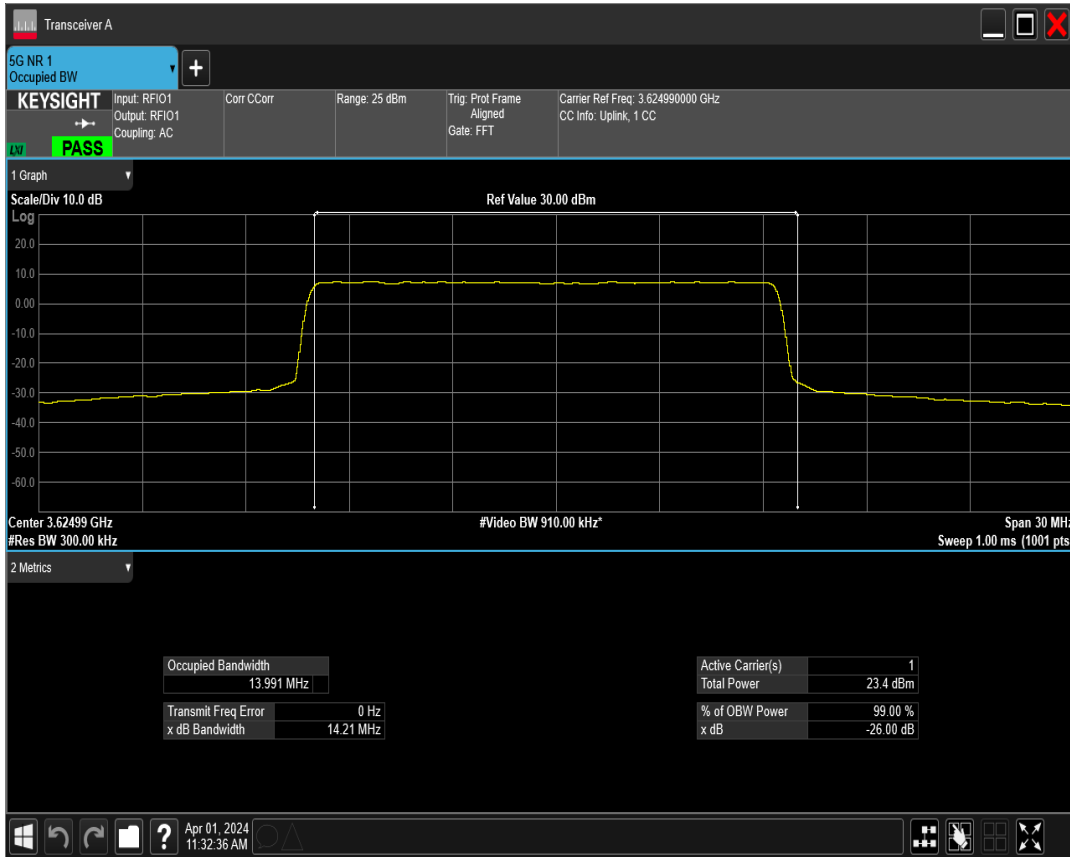 Transceiver A
5G NR 1
Occupied BW
+
KEYSIGHT
LXI
PASS
Input: RFIO1
Output: RFIO1
Coupling: AC
Corr CCorr
Range: 25 dBm
Trig: Prot Frame
Aligned
Gate: FFT
Carrier Ref Freq: 3.624990000 GHz
CC Info: Uplink, 1 CC
1 Graph
Scale/Div 10.0 dB
Ref Value 30.00 dBm
Log
20.0
10.0
0.00
-10.0
-20.0
-30.0
-40.0
-50.0
-60.0
Center 3.62499 GHz
#Video BW 910.00 kHz*
Span 30 MHz
#Res BW 300.00 kHz
Sweep 1.00 ms (1001 pts
2 Metrics
Occupied Bandwidth
13.991 MHz
Transmit Freq Error 0 Hz
x dB Bandwidth 14.21 MHz
Active Carrier(s) 1
Total Power 23.4 dBm
% of OBW Power 99.00 %
x dB -26.00 dB
?
Apr 01, 2024
11:32:36 AM